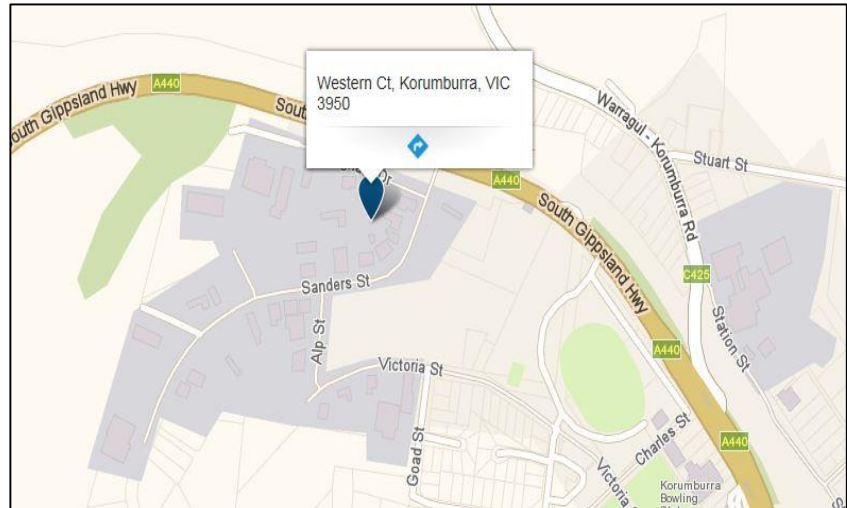 South Gippsland Hwy
A440
Western Ct, Korumburra, VIC
3950
Dr
A440
South Gippsland Hwy
Warragul - Korumburra Rd
Stuart St
C425
Station St
Sanders St
Alp St
Victoria St
Goad St
A440
Charles St
A440
Victoria
Korumburra
Bowling